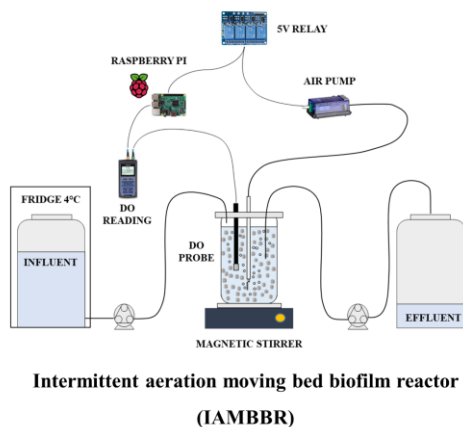 5V RELAY
RASPBERRY PI
AIR PUMP
FRIDGE 4°C
DO
READING
INFLUENT
DO
PROBE
EFFLUENT
MAGNETIC STIRRER
Intermittent aeration moving bed biofilm reactor
(IAMBBR)